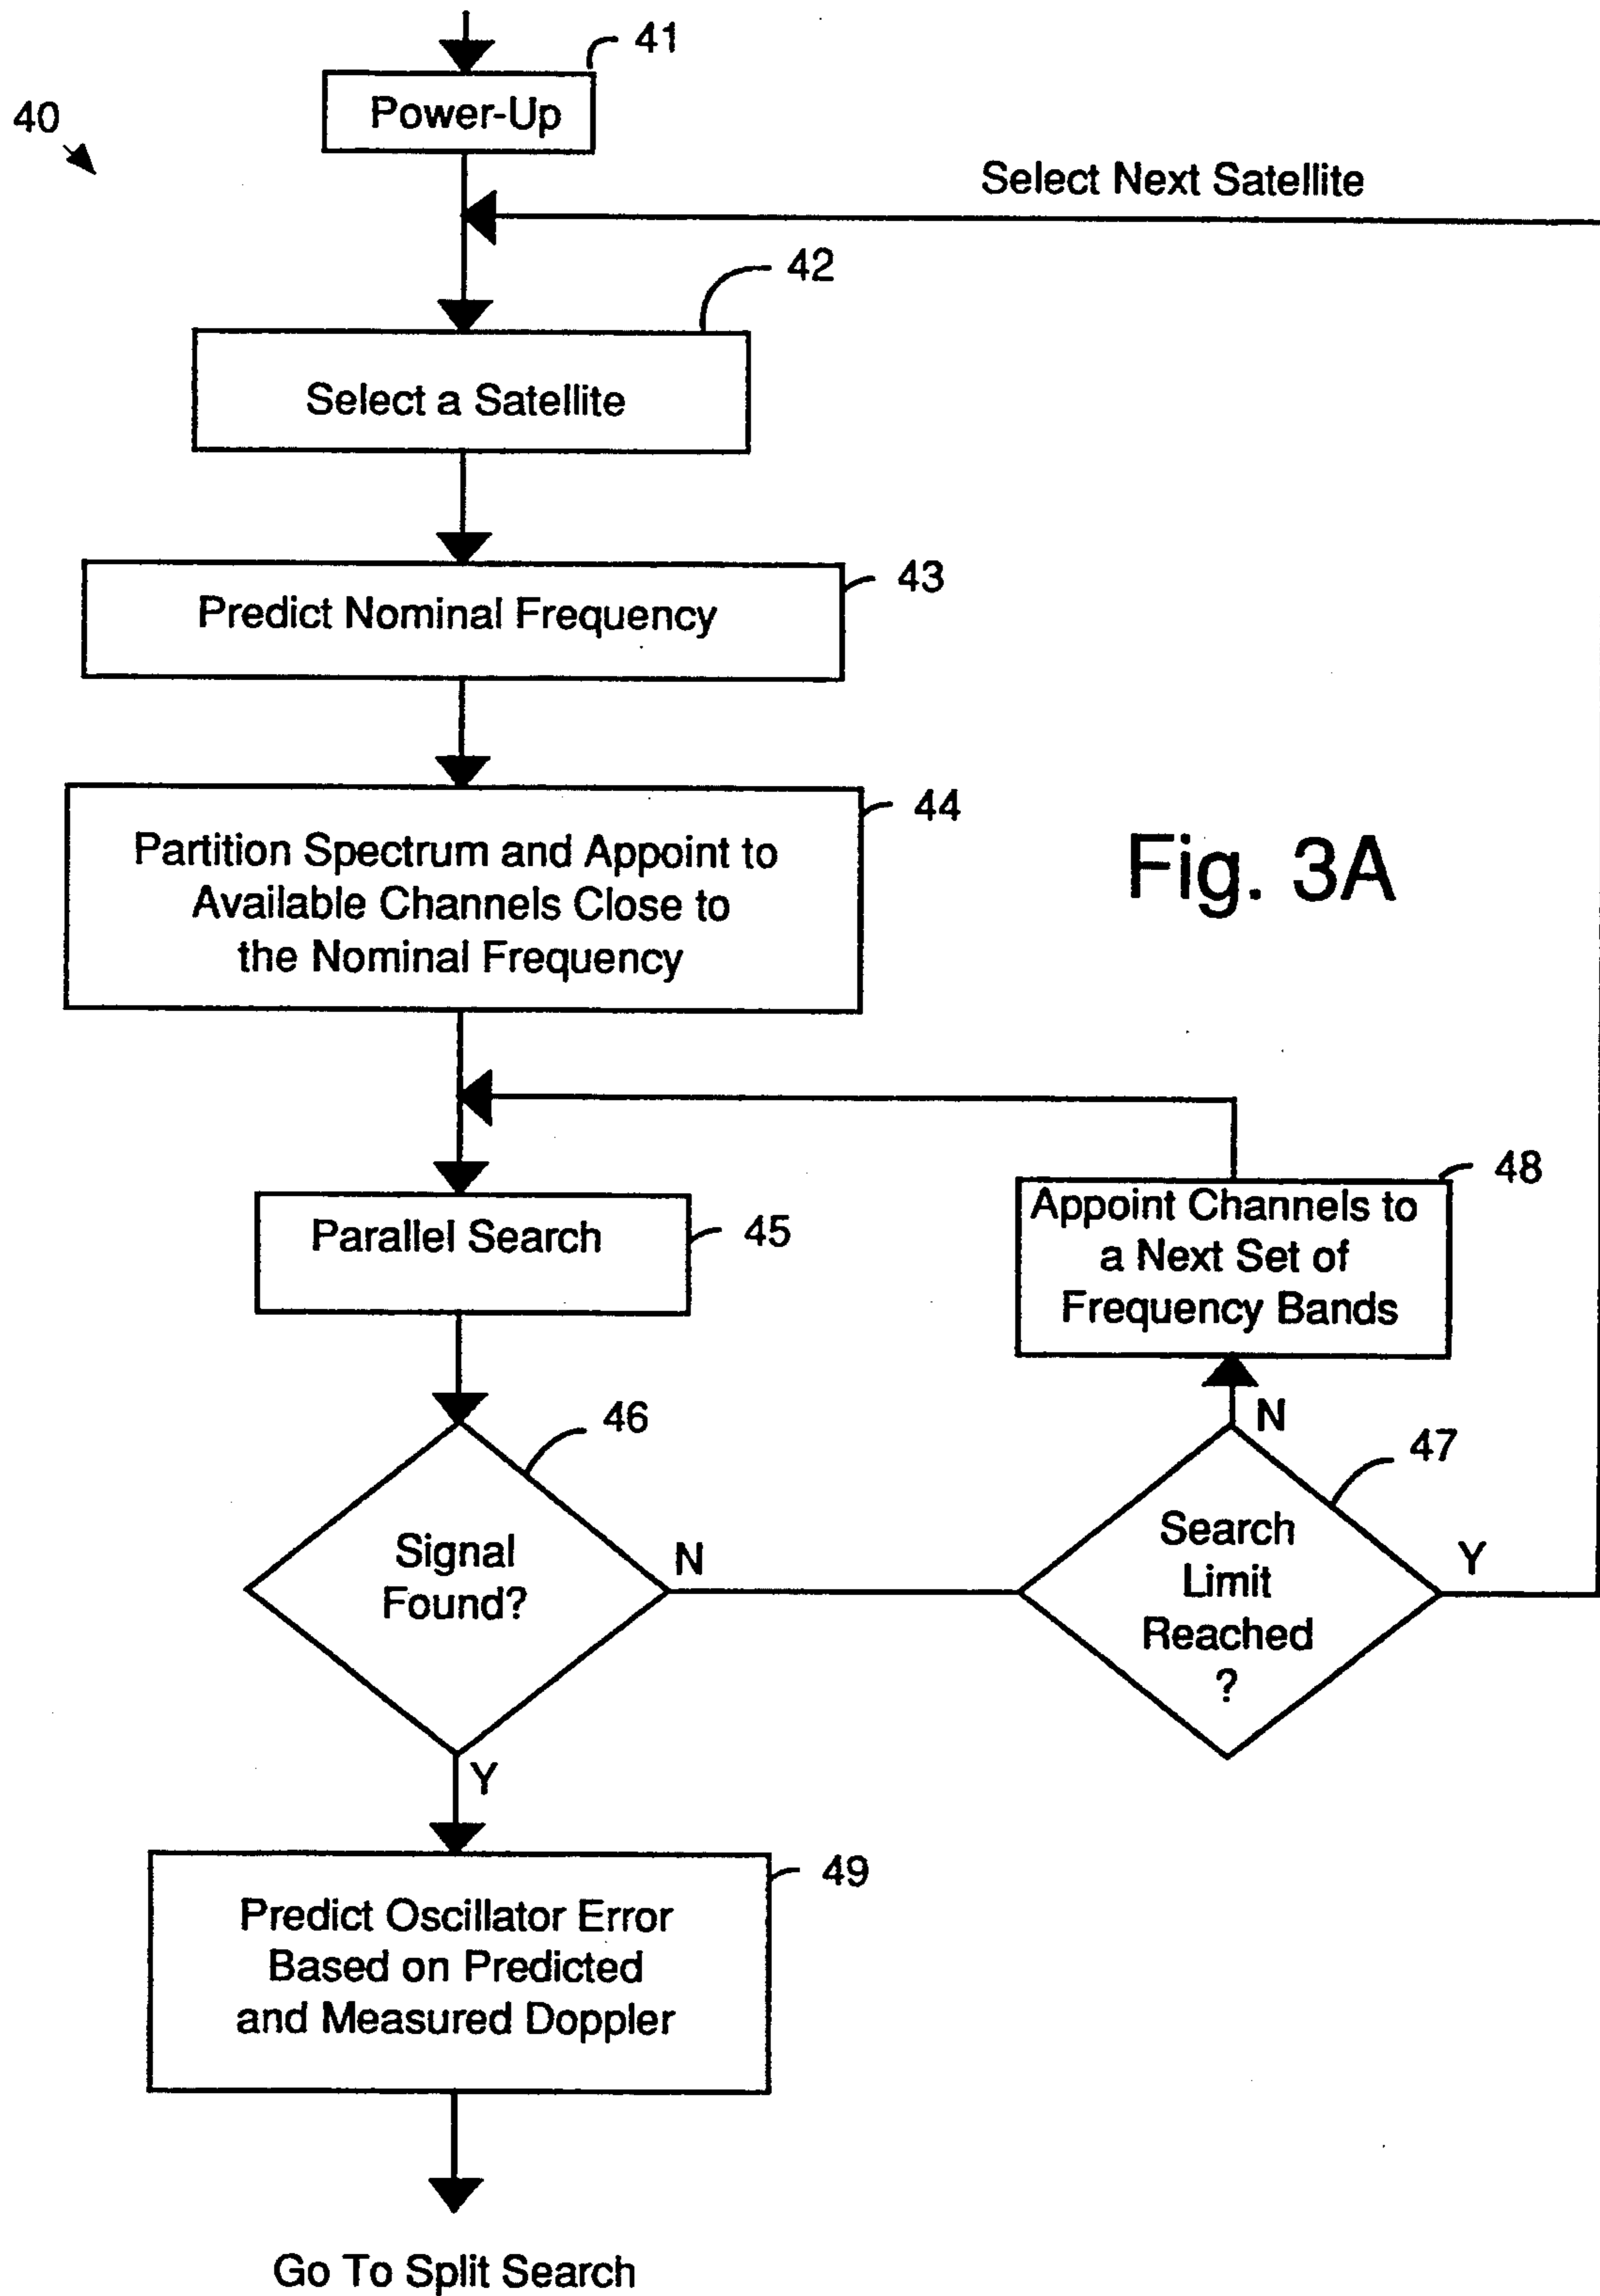 41
Power-Up
40
Select Next Satellite
42
Select a Satellite
43
Predict Nominal Frequency
44
Partition Spectrum and Appoint to
Available Channels Close to
the Nominal Frequency
Fig. 3A
45
Parallel Search
48
Appoint Channels to
a Next Set of
Frequency Bands
46
Signal
Found?
N
Y
47
Search
Limit
Reached
?
N
Y
49
Predict Oscillator Error
Based on Predicted
and Measured Doppler
Go To Split Search